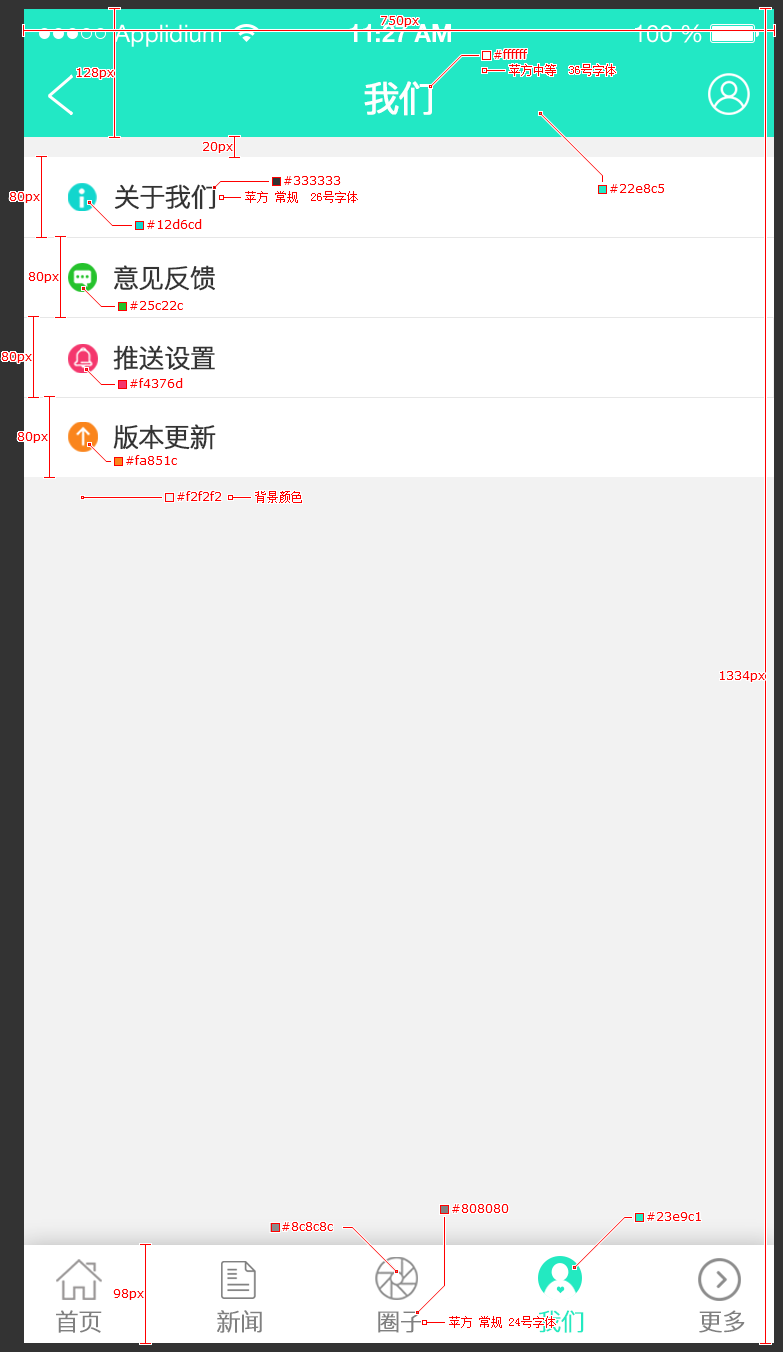 750px
Applidium 11:27 AM 100 %
#ffffff
128px
苹方中等 36号字体
我们
20px
#22e8c5
80px
关于我们
#333333
苹方 常规 26号字体
#12d6cd
80px
意见反馈
#25c22c
80px
推送设置
#f4376d
80px
版本更新
#fa851c
#f2f2f2 背景颜色
1334px
#808080
#8c8c8c
#23e9c1
98px
首页 新闻 圈子 我们 更多
苹方 常规 24号字体